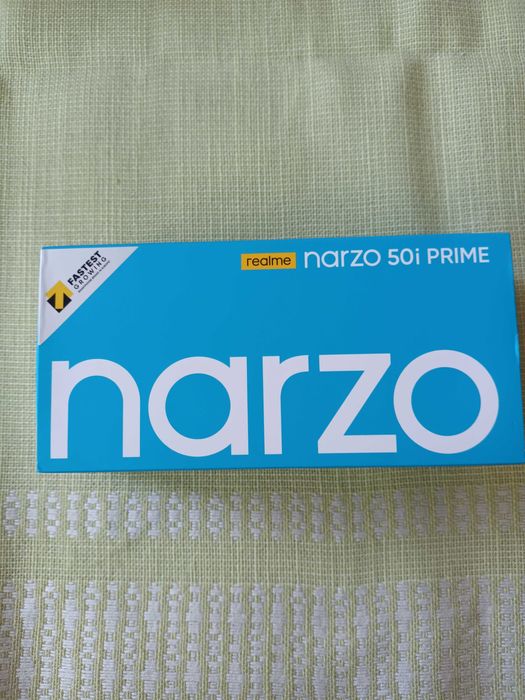 FASTEST
GROWING
realme narzo 50i PRIME
narzo